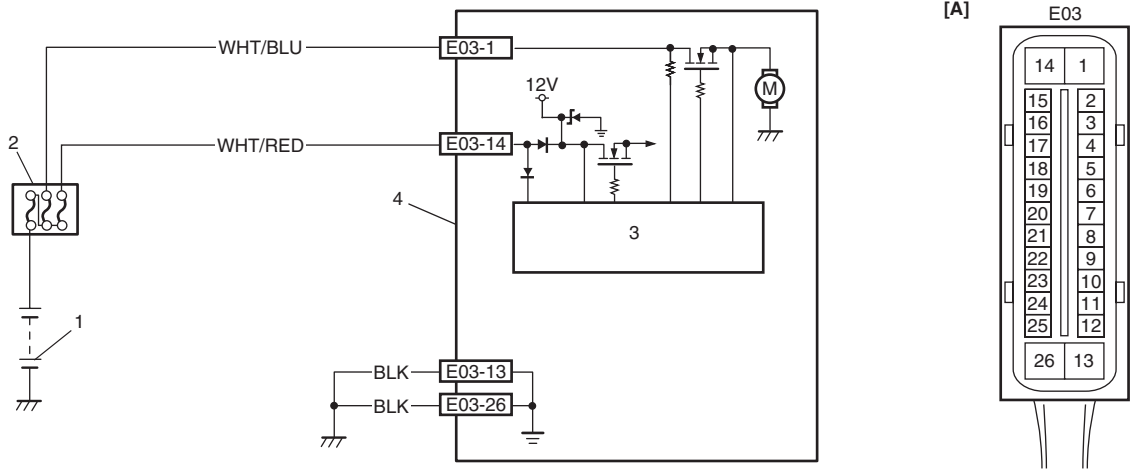 [A]
E03
WHT/BLU
E03-1
12V
M
WHT/RED
E03-14
2
4
3
1
BLK
E03-13
BLK
E03-26
14 1
15 2
16 3
17 4
18 5
19 6
20 7
21 8
22 9
23 10
24 11
25 12
26 13